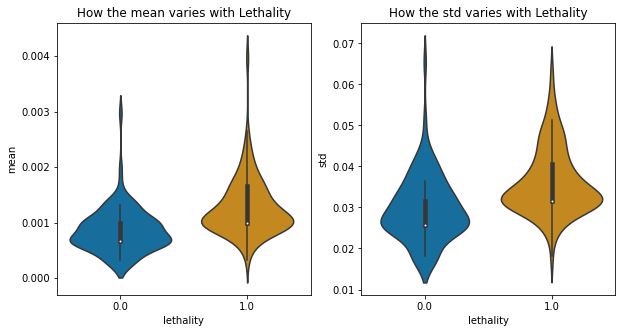 How the mean varies with Lethality
mean
0.004
0.003
0.002
0.001
0.000
0.0
1.0
lethality
How the std varies with Lethality
std
0.07
0.06
0.05
0.04
0.03
0.02
0.01
0.0
1.0
lethality